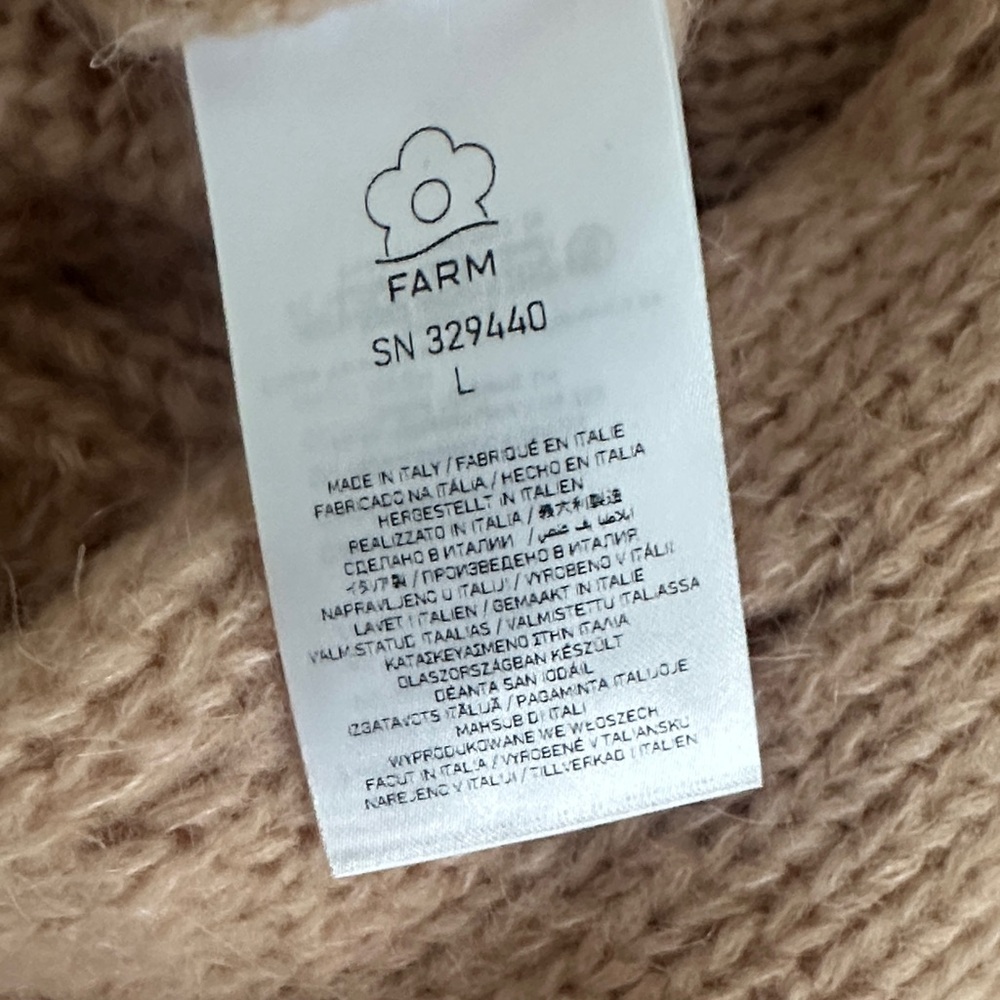 FARM
SN 329440
L
MADE IN ITALY / FABRIQUÉ EN ITALIE
FABRICADO NA ITÁLIA / HECHO EN ITALIA
HERGESTELLT IN ITALIEN
REALIZZATO IN ITALIA / 義大利製造
СДЕЛАНО В ИТАЛИИ /
イタリア製 / ПРОИЗВЕДЕНО В ИТАЛИЯ
NAPRAVLJENO U ITALIJI / VYROBENO V ITÁLII
LAVET I ITALIEN / GEMAAKT IN ITALIE
VALMISTATUD ITAALIAS / VALMISTETTU ITALIASSA
ΚΑΤΑΣΚΕΥΑΣΜΕΝΟ ΣΤΗΝ ΙΤΑΛΙΑ
OLASZORSZÁGBAN KÉSZÜLT
DÉANTA SAN IODÁIL
IZGATAVOTS ITĀLIJĀ / PAGAMINTA ITALIJOJE
MAHSUB DI ITALI
WYPRODUKOWANE WE WŁOSZECH
FACUT IN ITALIA / VYROBENÉ V TALIANSKU
NAREJENO V ITALIJI / TILLVERKAD I ITALIEN